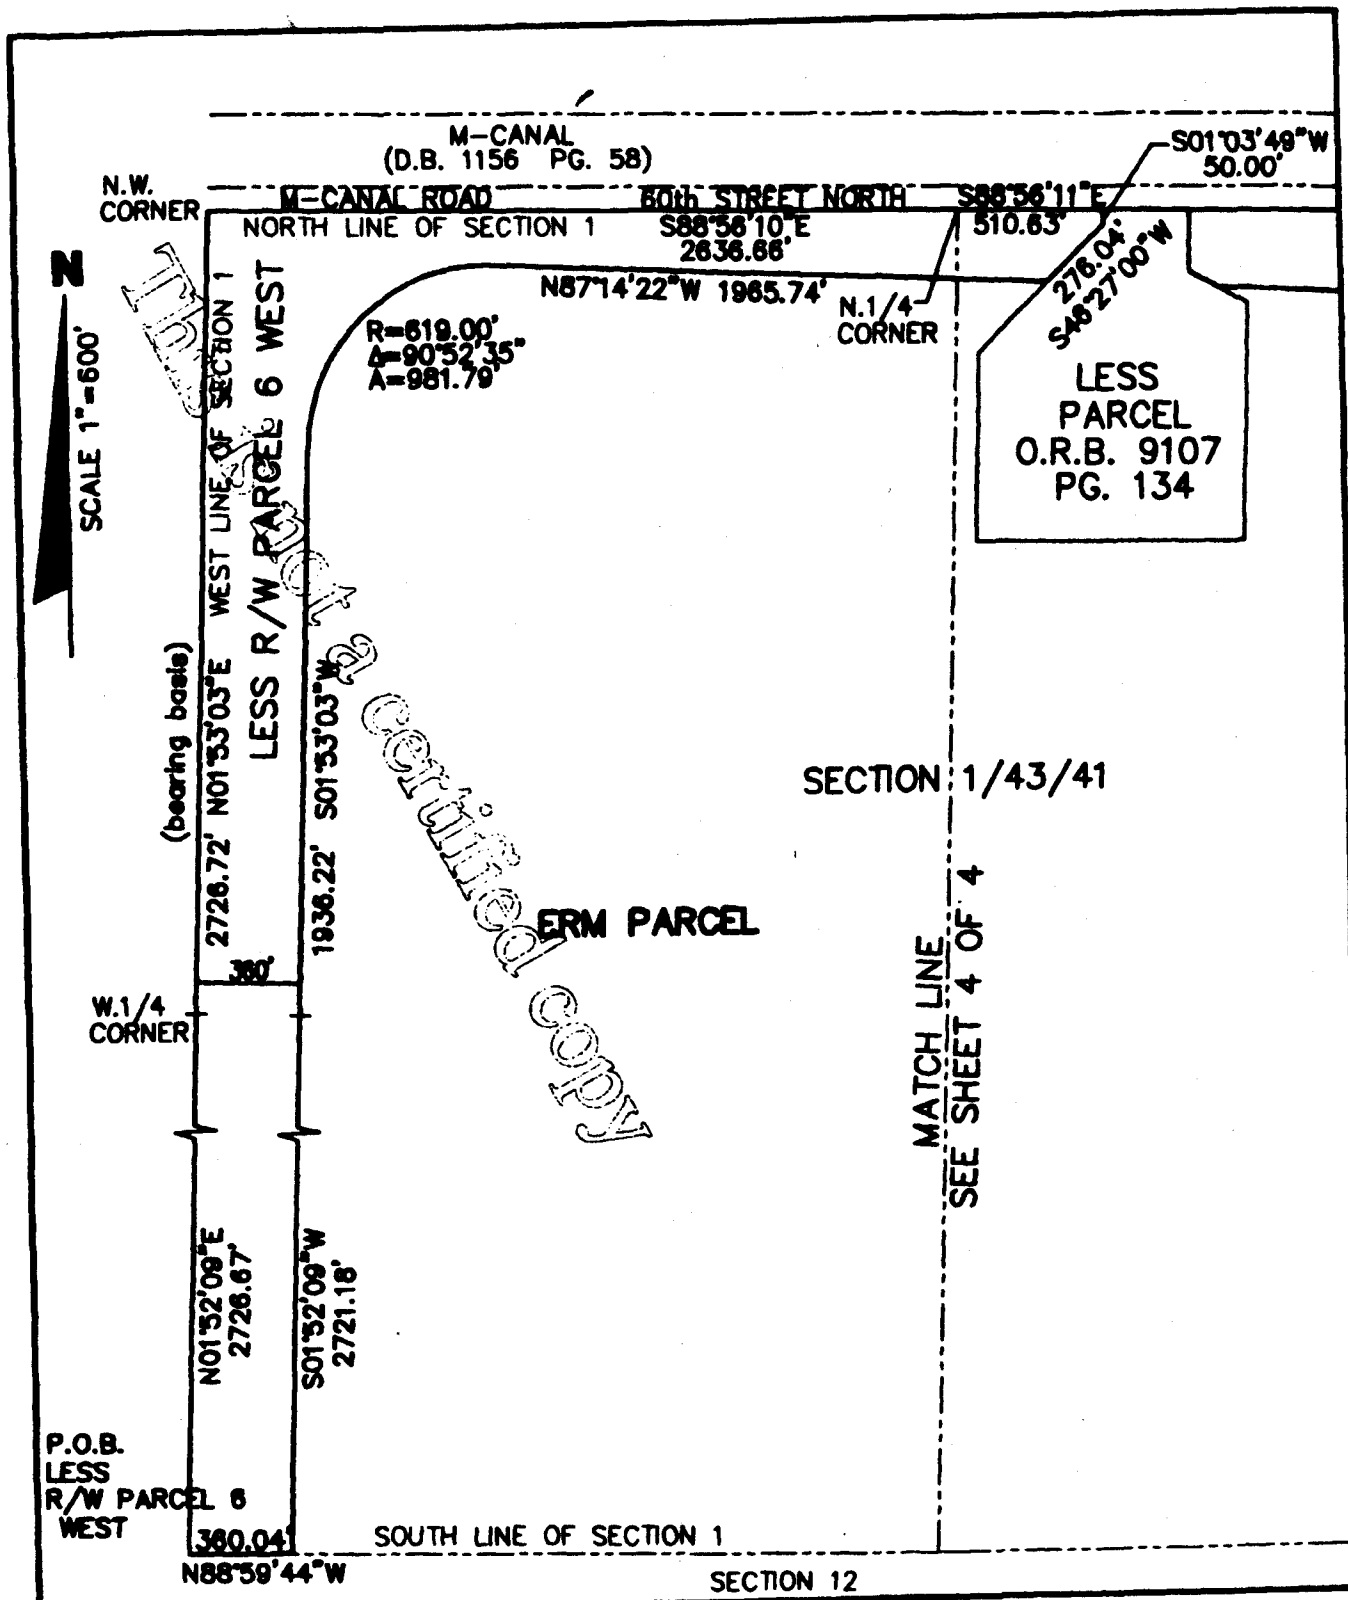 M-CANAL
(D.B. 1156 PG. 58)
S01°03'49"W
50.00'
N.W.
CORNER
M-CANAL ROAD
60th STREET NORTH
S88°56'11"E
NORTH LINE OF SECTION 1
S88°56'10"E
2636.66'
510.63'
276.04'
S48°27'00"W
N
SCALE 1"=600'
N87°14'22"W 1965.74'
N.1/4
CORNER
R=619.00'
Δ=90°52'35"
A=981.79'
LESS
PARCEL
O.R.B. 9107
PG. 134
WEST LINE OF SECTION 1
LESS R/W PARCEL 6 WEST
(bearing basis)
2726.72' N01°53'03"E
1936.22' S01°53'03"W
This is not a certified copy
SECTION 1/43/41
ERM PARCEL
360'
W.1/4
CORNER
MATCH LINE
SEE SHEET 4 OF 4
N01°52'09"E
2726.67'
S01°52'09"W
2721.18'
P.O.B.
LESS
R/W PARCEL 6
WEST
360.04'
N88°59'44"W
SOUTH LINE OF SECTION 1
SECTION 12